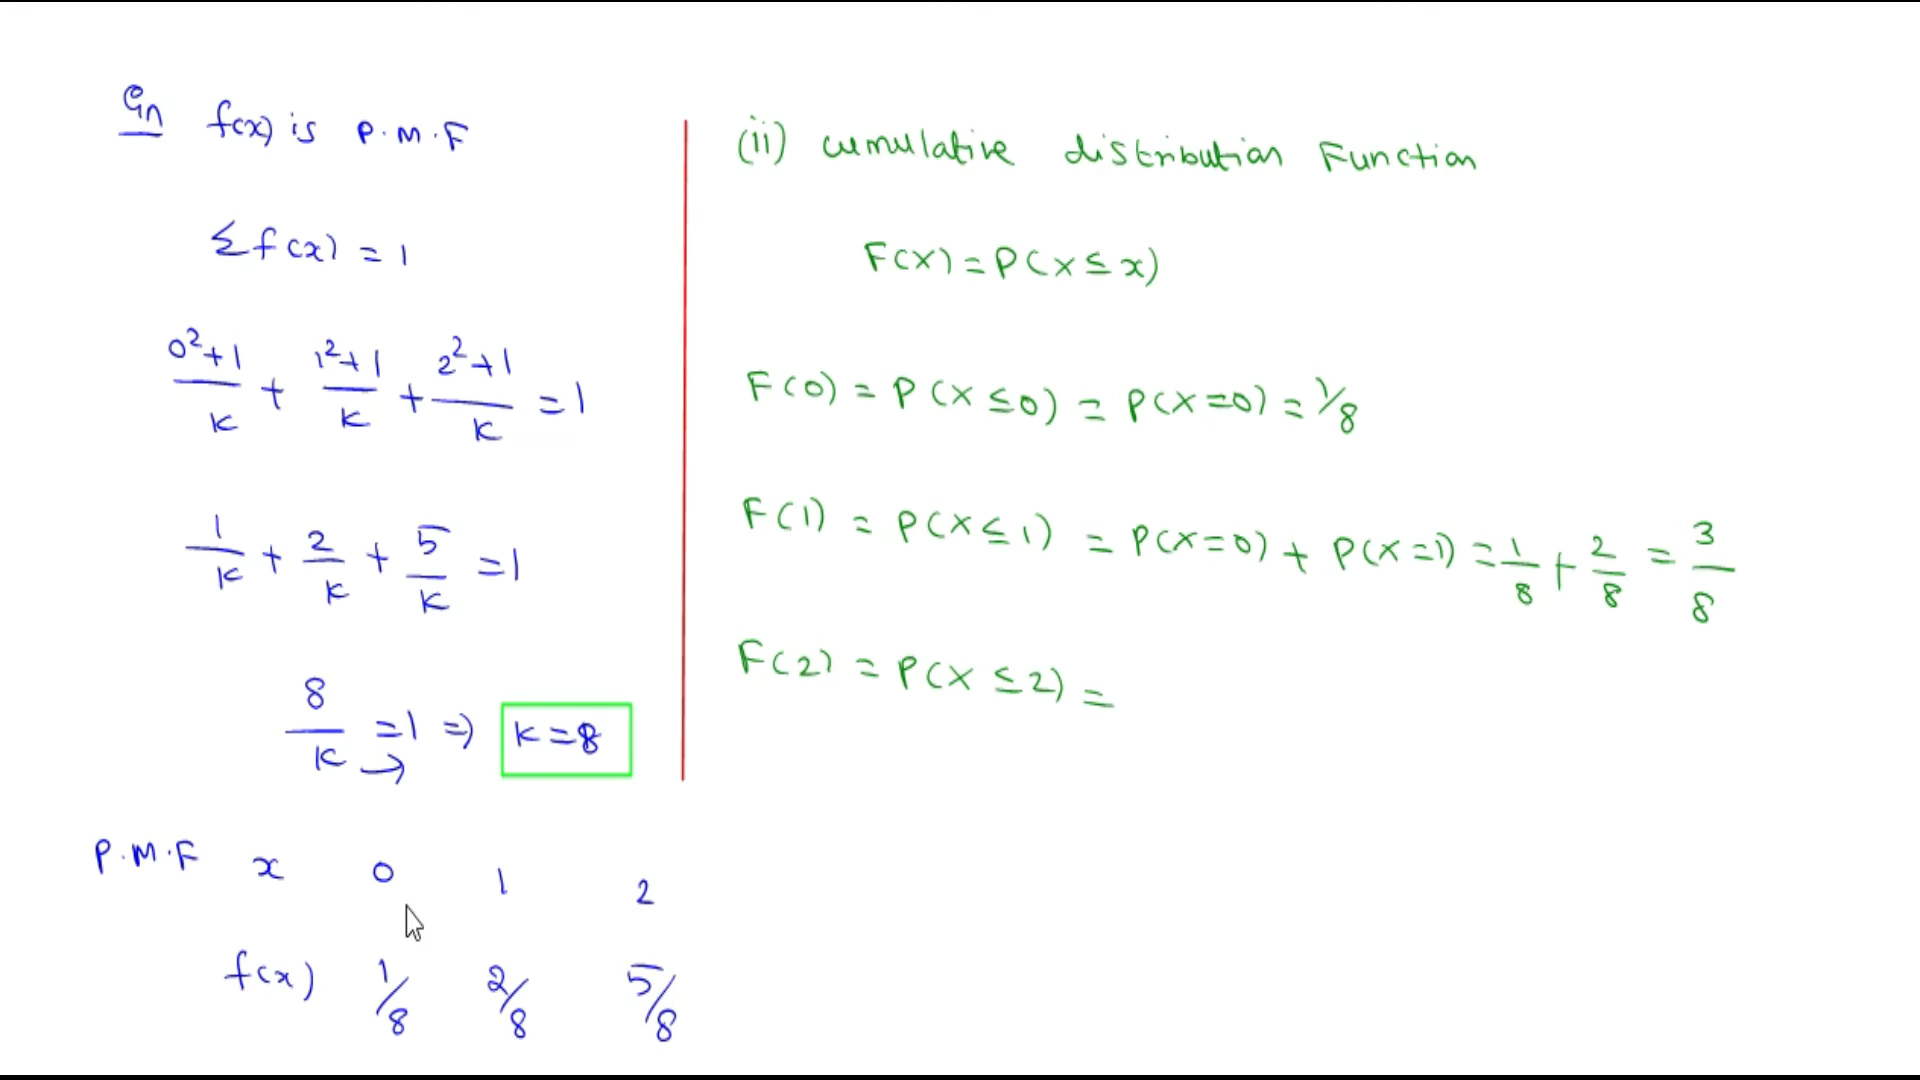 Gn f(x) is P.M.F
Σf(x) = 1
0²+1/k + 1²+1/k + 2²+1/k = 1
1/k + 2/k + 5/k = 1
8/k = 1 ⇒ k = 8
P.M.F x 0 1 2
f(x) 1/8 2/8 5/8
(ii) cumulative distribution Function
F(X) = P(X ≤ x)
F(0) = P(X ≤ 0) = P(X = 0) = 1/8
F(1) = P(X ≤ 1) = P(X = 0) + P(X = 1) = 1/8 + 2/8 = 3/8
F(2) = P(X ≤ 2) =